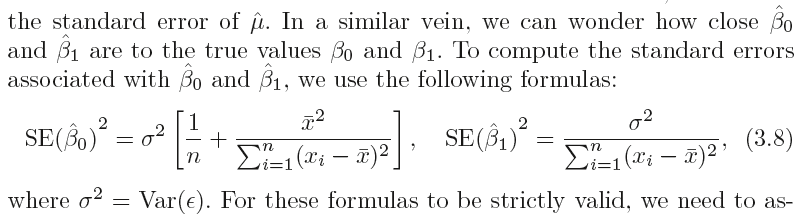 the standard error of μ̂. In a similar vein, we can wonder how close β̂₀
and β̂₁ are to the true values β₀ and β₁. To compute the standard errors
associated with β̂₀ and β̂₁, we use the following formulas:
SE(β̂₀)² = σ² [1/n + x̄² / ∑ⁿᵢ₌₁(xᵢ − x̄)²], SE(β̂₁)² = σ² / ∑ⁿᵢ₌₁(xᵢ − x̄)², (3.8)
where σ² = Var(ϵ). For these formulas to be strictly valid, we need to as-